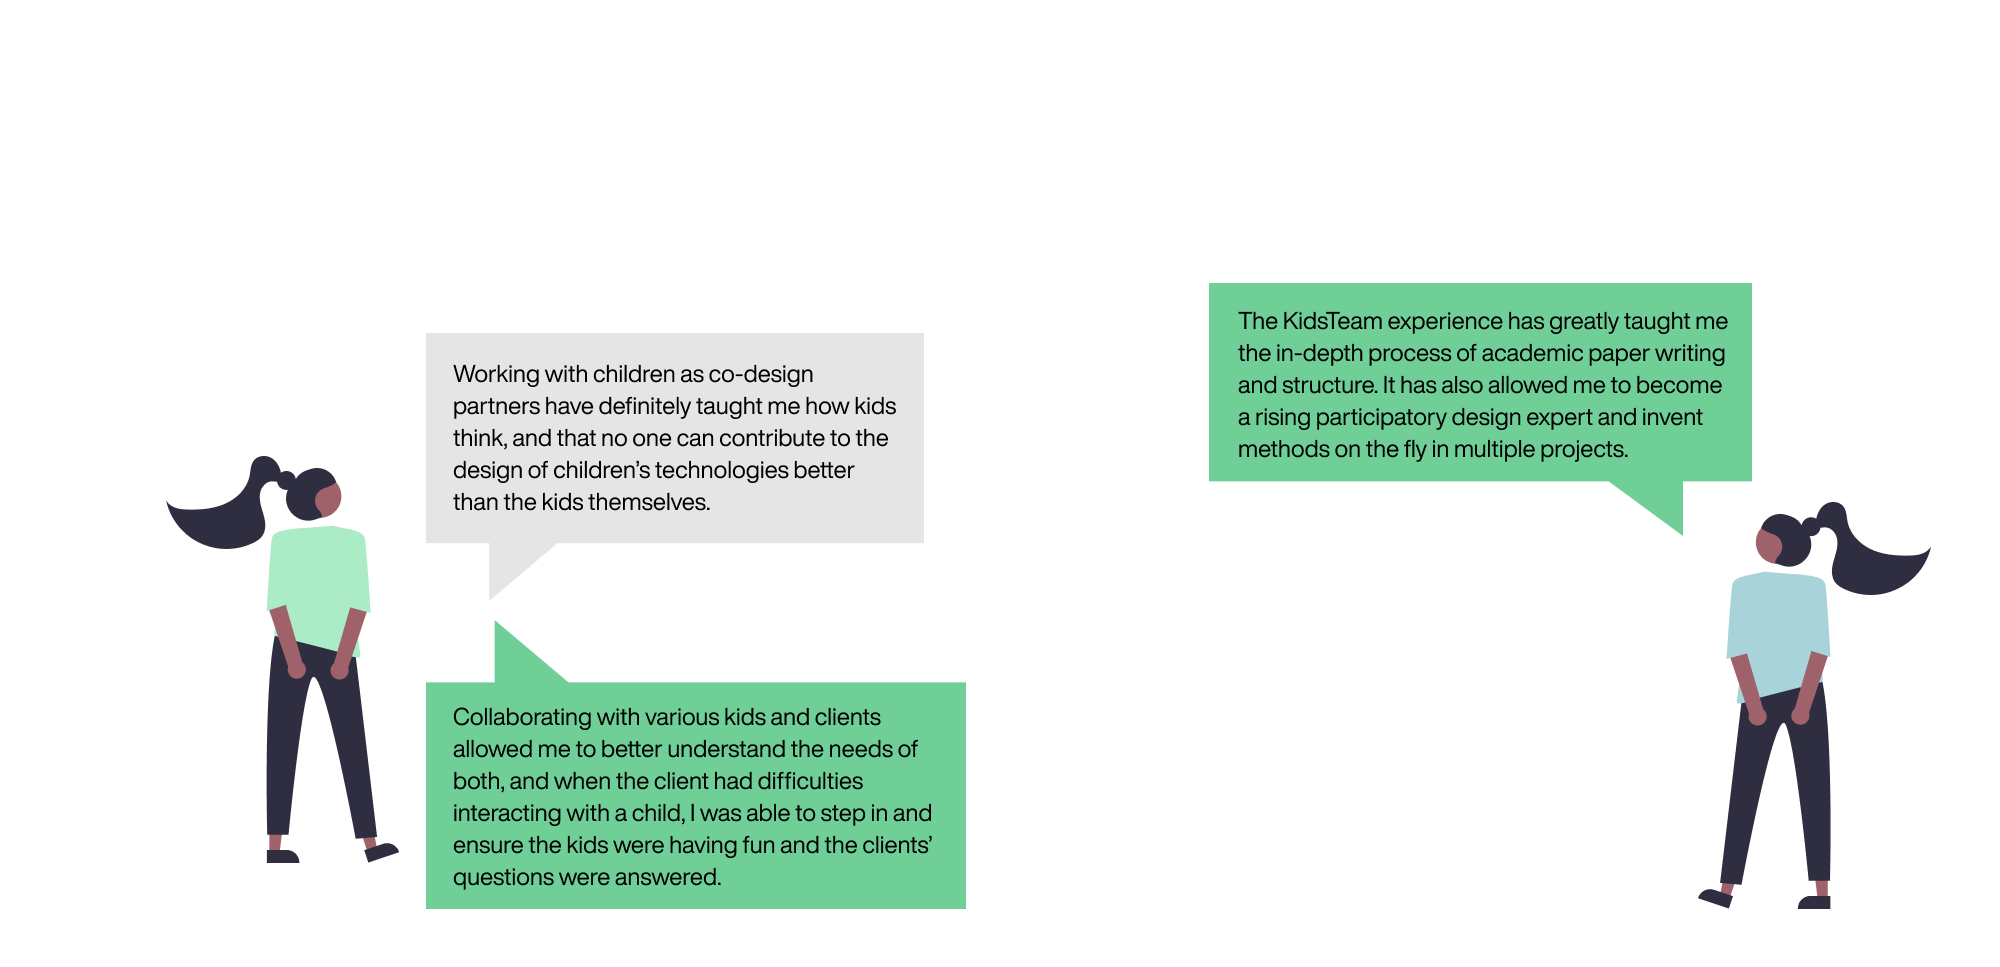 Working with children as co-design
partners have definitely taught me how kids
think, and that no one can contribute to the
design of children’s technologies better
than the kids themselves.
Collaborating with various kids and clients
allowed me to better understand the needs of
both, and when the client had difficulties
interacting with a child, I was able to step in and
ensure the kids were having fun and the clients’
questions were answered.
The KidsTeam experience has greatly taught me
the in-depth process of academic paper writing
and structure. It has also allowed me to become
a rising participatory design expert and invent
methods on the fly in multiple projects.